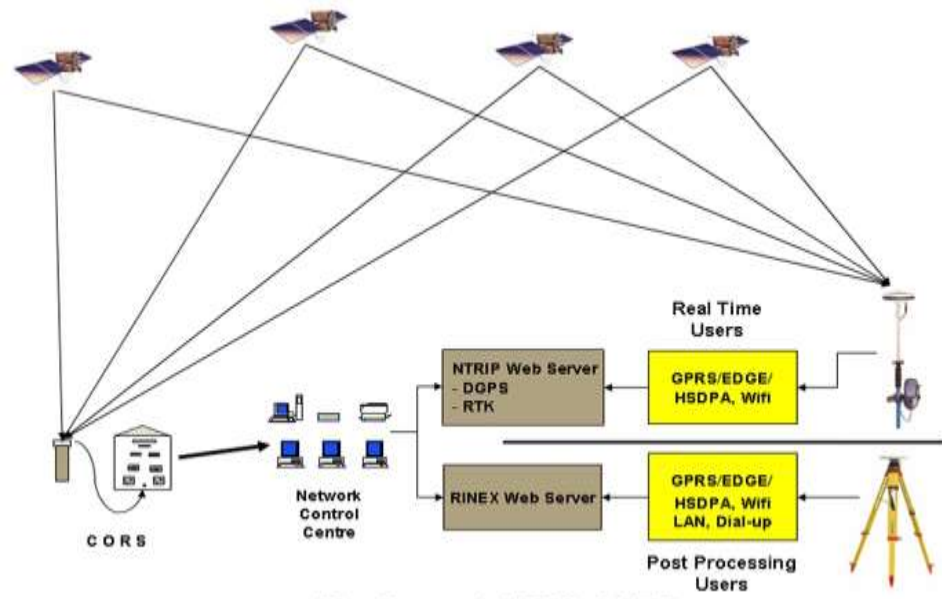 Real Time
Users
NTRIP Web Server
- DGPS
- RTK
GPRS/EDGE/
HSDPA, Wifi
RINEX Web Server
GPRS/EDGE/
HSDPA, Wifi
LAN, Dial-up
Network
Control
Centre
CORS
Post Processing
Users